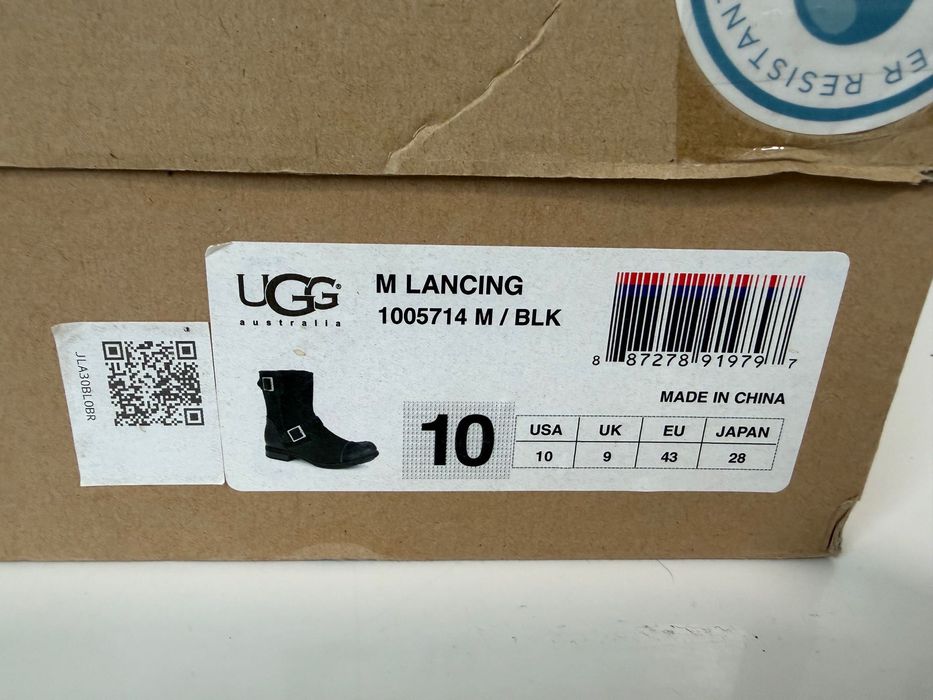 RESISTAN
UGG®
australia
M LANCING
1005714 M / BLK
8 87278 91979 7
MADE IN CHINA
JLA30BL0BR
10
USA UK EU JAPAN
10 9 43 28